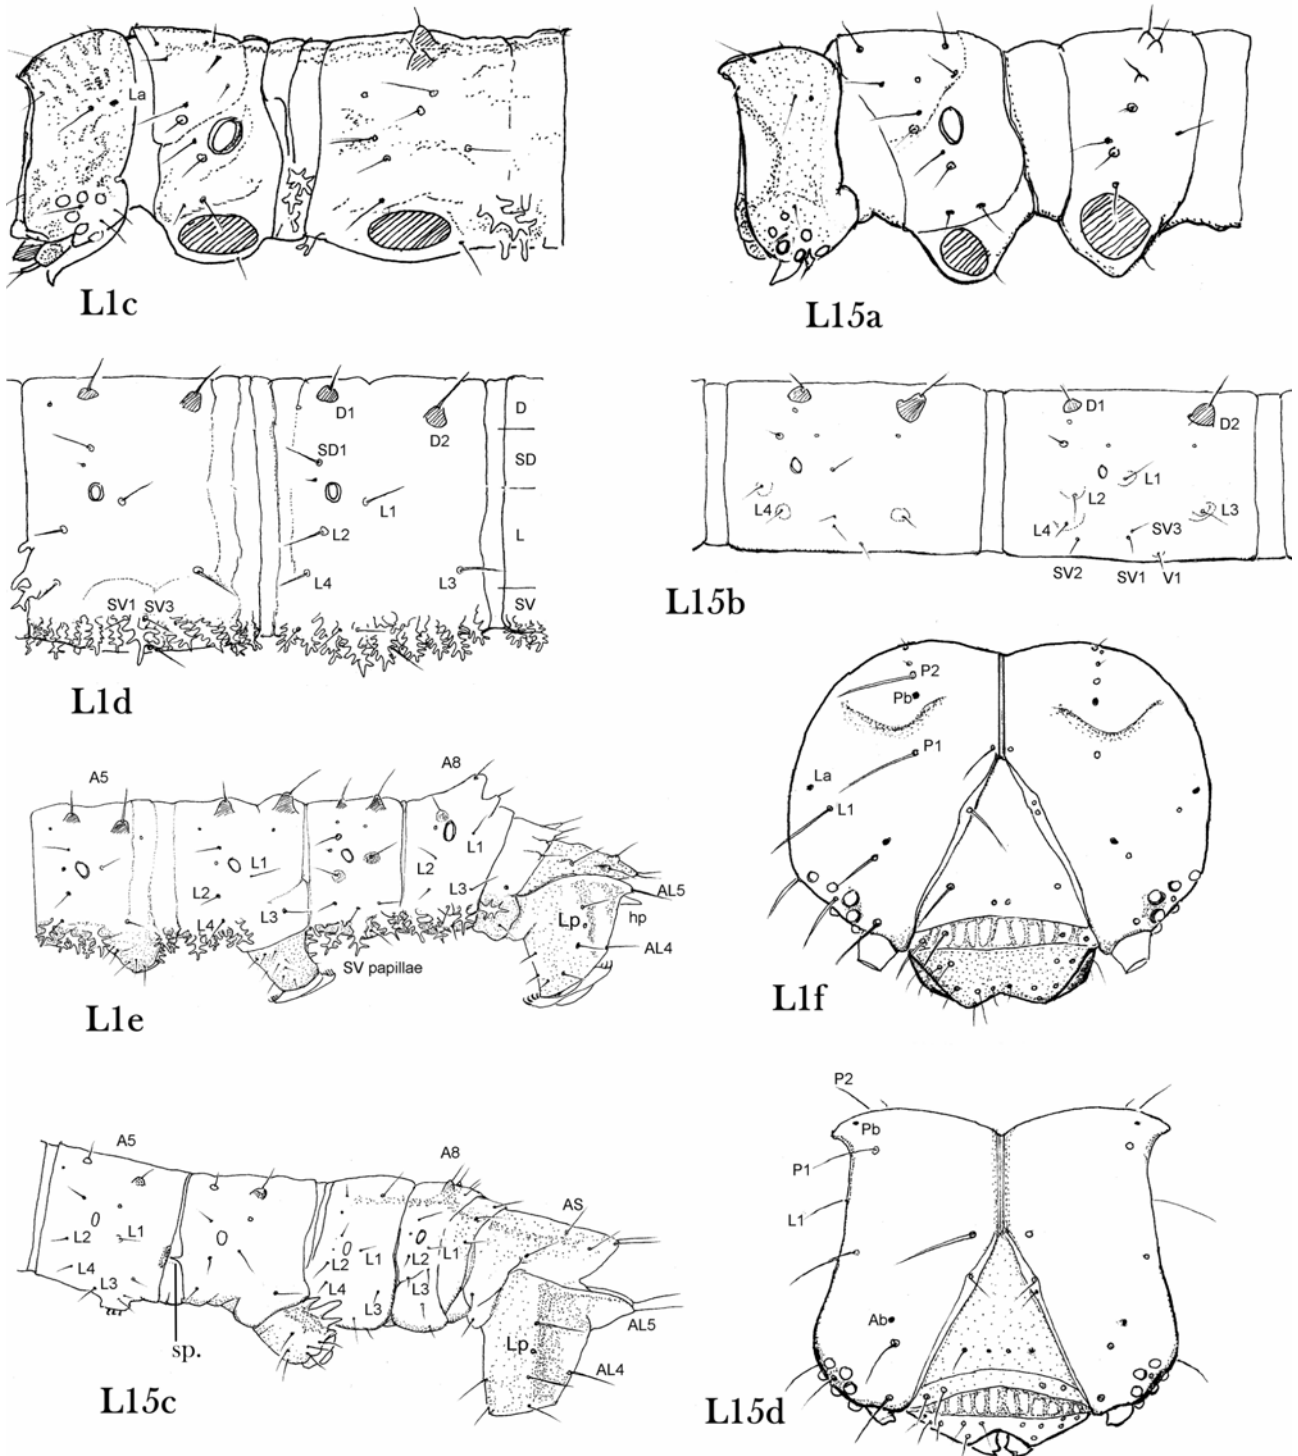 La
L1c
L15a
D1
D2
SD1
L1
L2
L4
L3
SV1 SV3
D
SD
L
SV
L1d
D1
D2
L1
L2
L4
L4
L3
SV3
SV2
SV1
V1
L15b
A5
A8
L1
L2
L4
L3
L2
L1
L3
AL5
hp
Lp
AL4
SV papillae
L1e
P2
Pb
P1
La
L1
L1f
A5
A8
L2
L1
L4
L3
sp.
L2
L1
L4
L3
L2
L1
L3
AS
AL5
Lp
AL4
L15c
P2
Pb
P1
L1
Ab
L15d